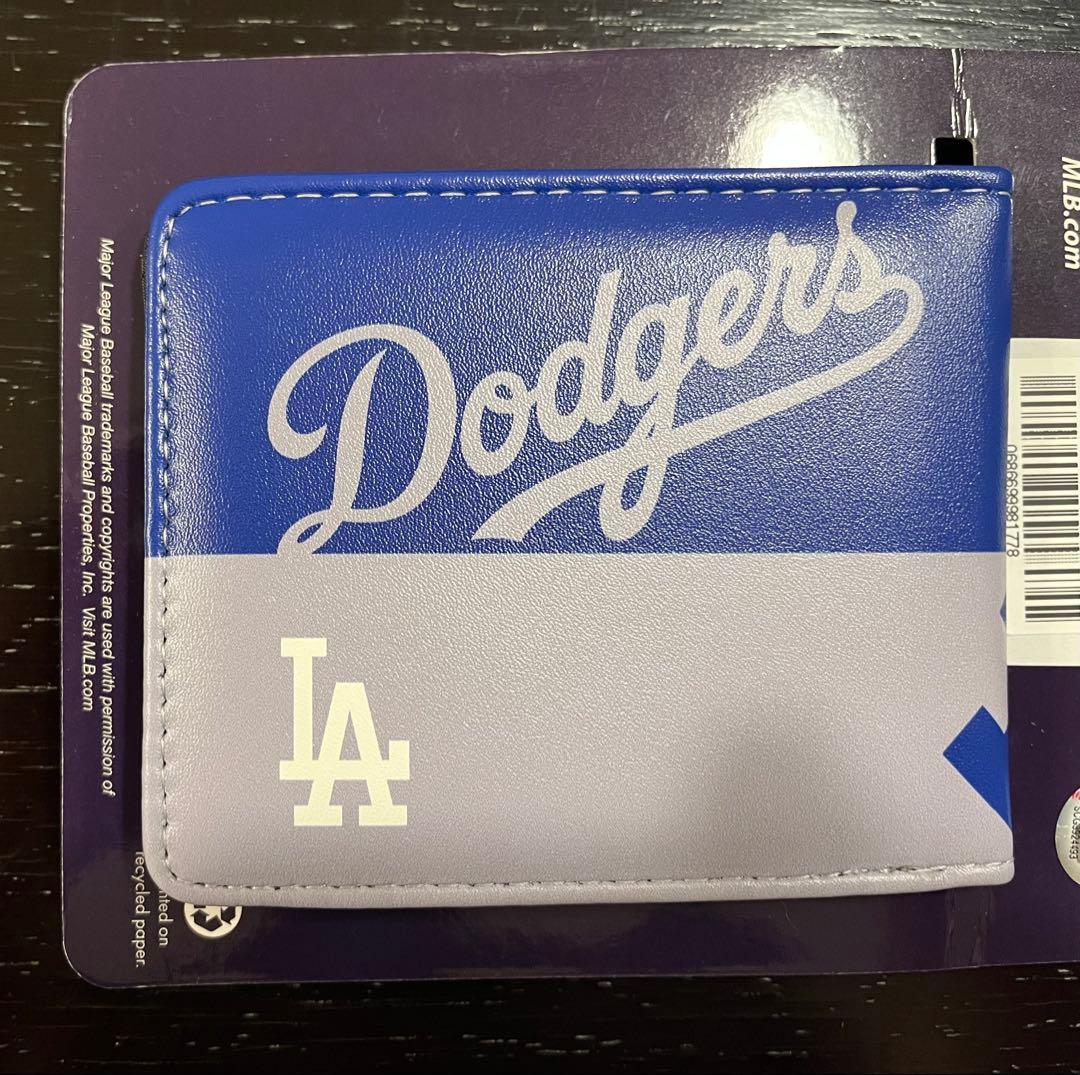 Dodgers
LA
Major League Baseball trademarks and copyrights are used with permission of
Major League Baseball Properties, Inc. Visit MLB.com
on
recycled paper.
MLB.com